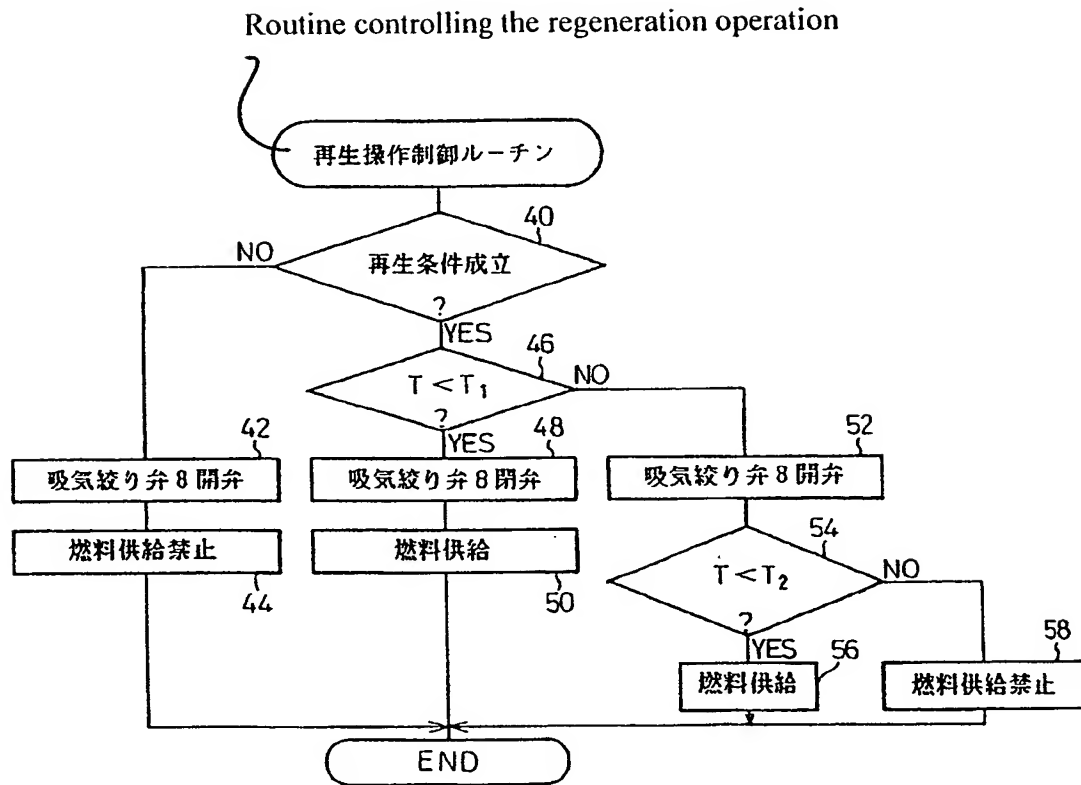 Routine controlling the regeneration operation
再生操作制御ルーチン
40
NO
再生条件成立
?
YES
46
T < T₁
NO
?
YES
42
48
52
吸気絞り弁8開弁
吸気絞り弁8閉弁
吸気絞り弁8開弁
燃料供給禁止
燃料供給
54
T < T₂
NO
44
50
?
YES
56
58
燃料供給
燃料供給禁止
END